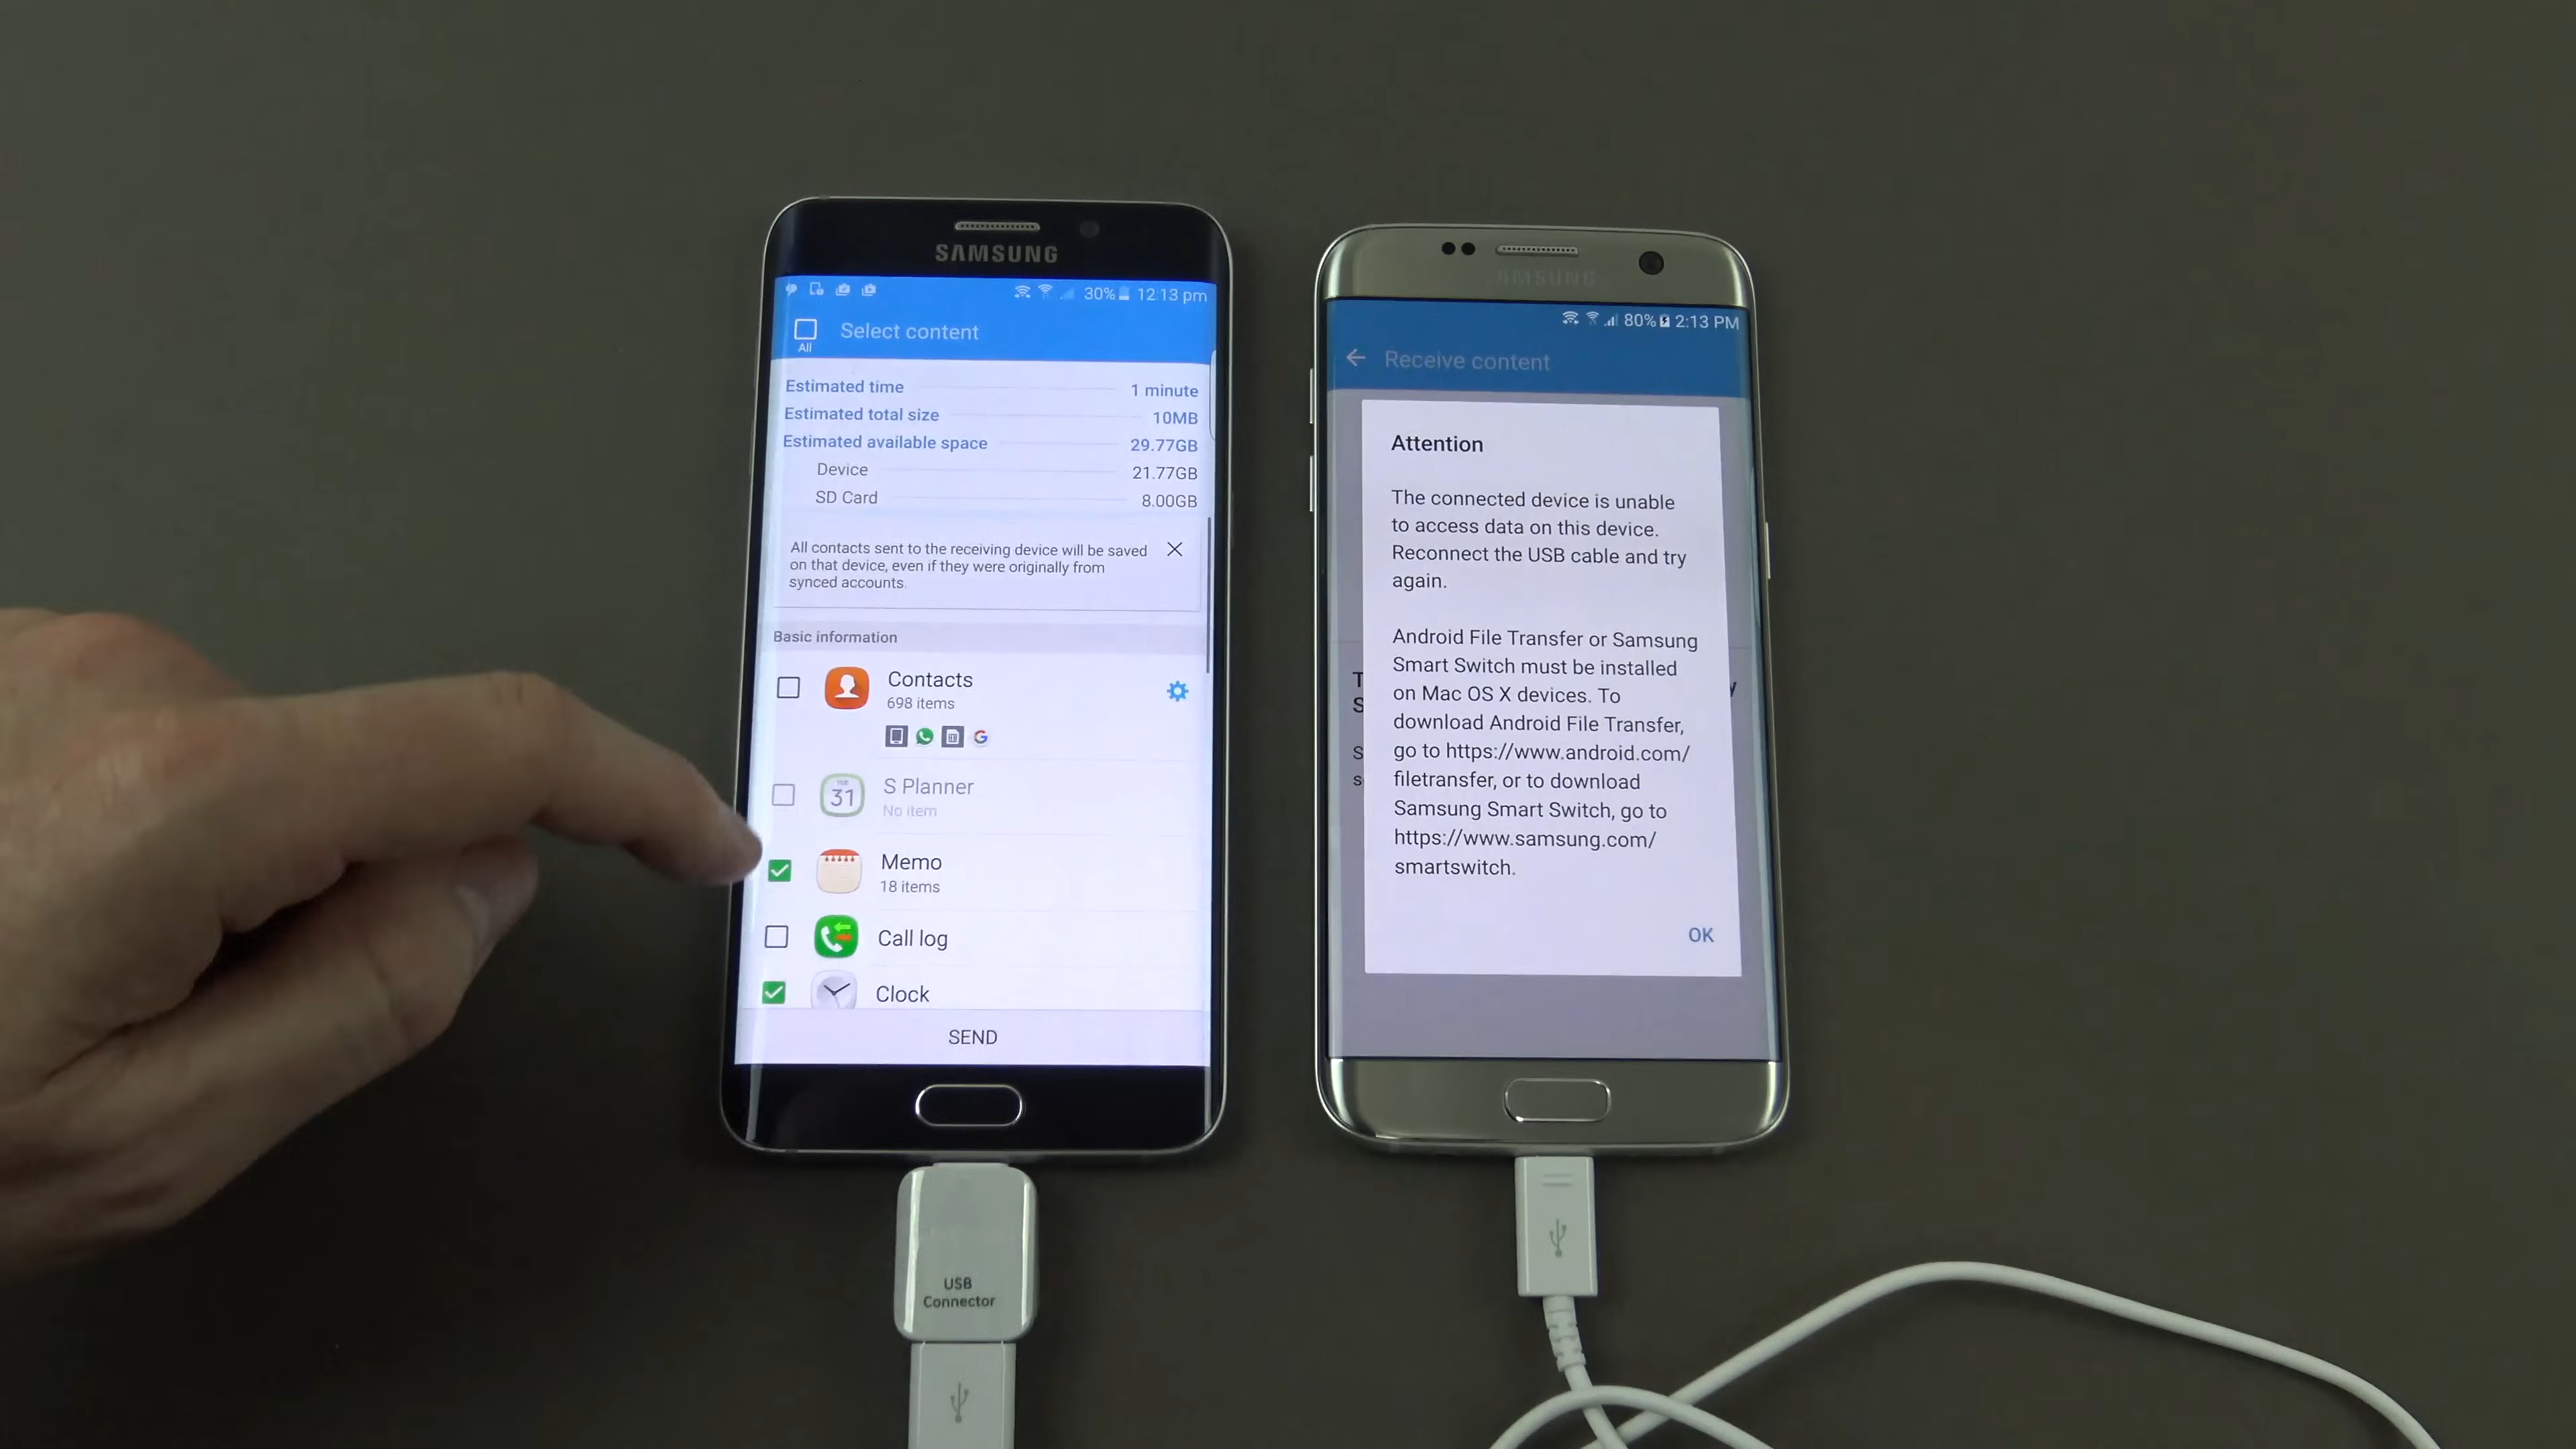 SAMSUNG
30% 12:13 pm
All
Select content
Estimated time 1 minute
Estimated total size 10MB
Estimated available space 29.77GB
Device 21.77GB
SD Card 8.00GB
All contacts sent to the receiving device will be saved
on that device, even if they were originally from
synced accounts.
Basic information
Contacts
698 items
TUE
31
S Planner
No item
Memo
18 items
Call log
Clock
SEND
USB
Connector
SAMSUNG
80% 2:13 PM
Receive content
Attention
The connected device is unable
to access data on this device.
Reconnect the USB cable and try
again.
Android File Transfer or Samsung
Smart Switch must be installed
on Mac OS X devices. To
download Android File Transfer,
go to https://www.android.com/
filetransfer, or to download
Samsung Smart Switch, go to
https://www.samsung.com/
smartswitch.
OK